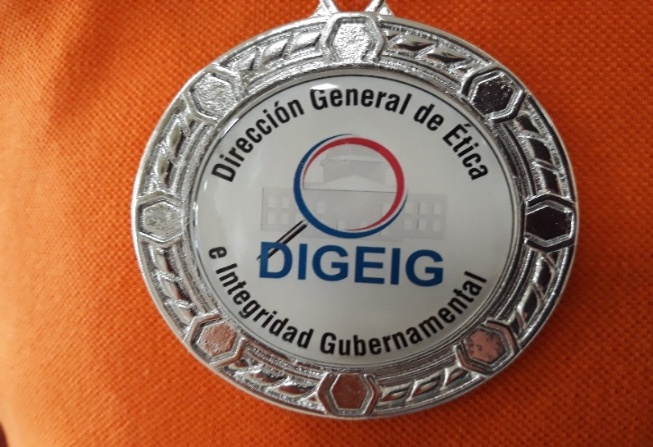 Dirección General de Ética
DIGEIG
e Integridad Gubernamental